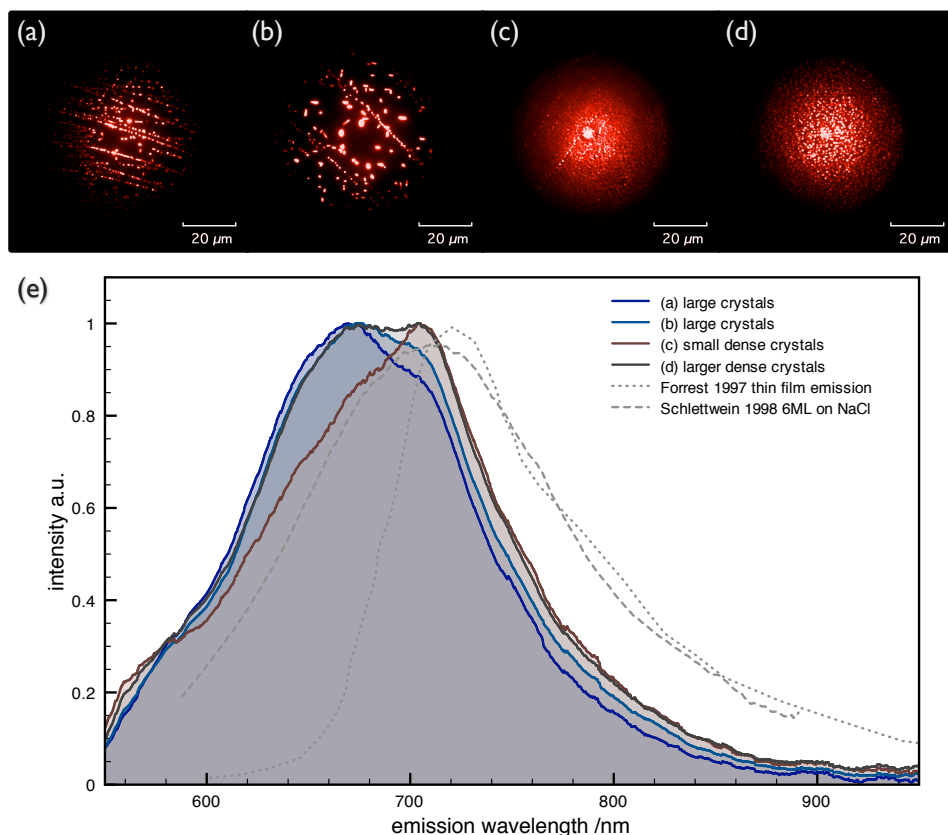 (a)
(b)
(c)
(d)
20 µm
20 µm
20 µm
20 µm
(e)
1
0.8
0.6
0.4
0.2
0
intensity a.u.
(a) large crystals
(b) large crystals
(c) small dense crystals
(d) larger dense crystals
Forrest 1997 thin film emission
Schlettwein 1998 6ML on NaCl
600
700
800
900
emission wavelength /nm